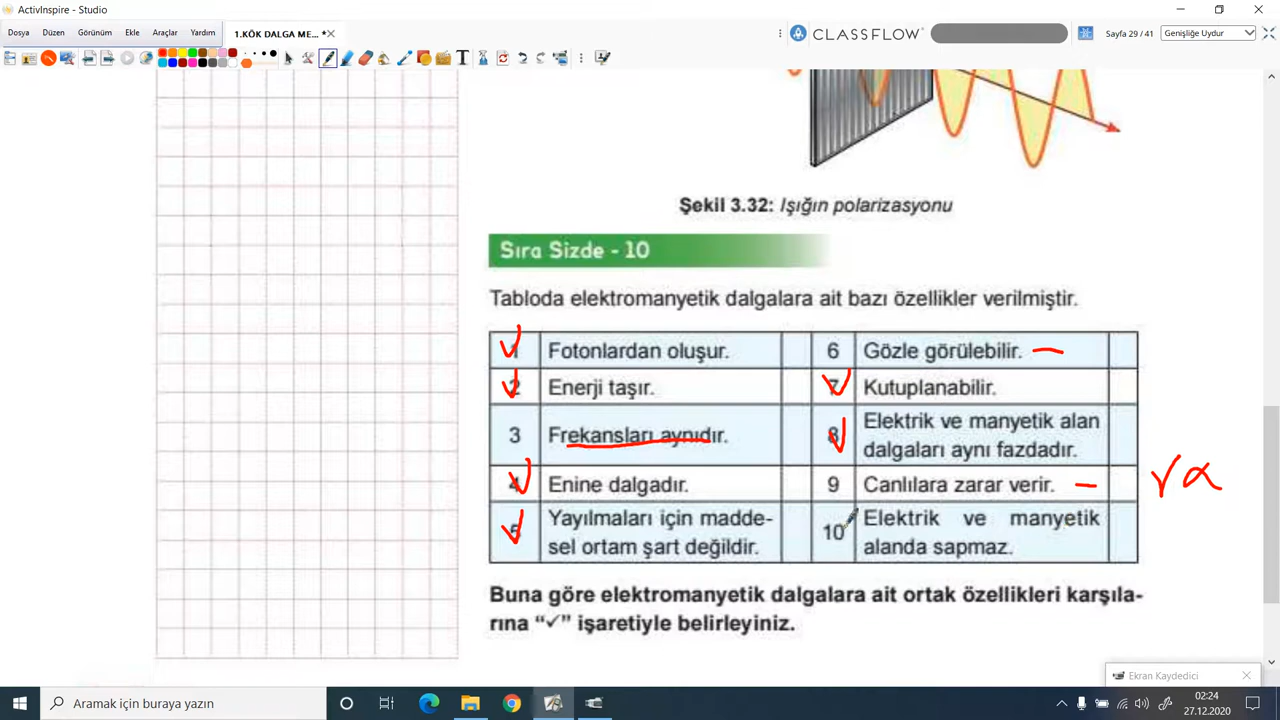 ActivInspire - Studio
Dosya Düzen Görünüm Ekle Araçlar Yardım 1.KÖK DALGA ME... *
CLASSFLOW
Sayfa 29 / 41 Genişliğe Uydur
Şekil 3.32: Işığın polarizasyonu
Sıra Sizde - 10
Tabloda elektromanyetik dalgalara ait bazı özellikler verilmiştir.
1 Fotonlardan oluşur. 6 Gözle görülebilir.
2 Enerji taşır. 7 Kutuplanabilir.
3 Frekansları aynıdır. 8 Elektrik ve manyetik alan
dalgaları aynı fazdadır.
4 Enine dalgadır. 9 Canlılara zarar verir.
5 Yayılmaları için madde-
sel ortam şart değildir.
10 Elektrik ve manyetik
alanda sapmaz.
Buna göre elektromanyetik dalgalara ait ortak özellikleri karşıla-
rına “✓” işaretiyle belirleyiniz.
Ekran Kaydedici
Aramak için buraya yazın
02:24
27.12.2020